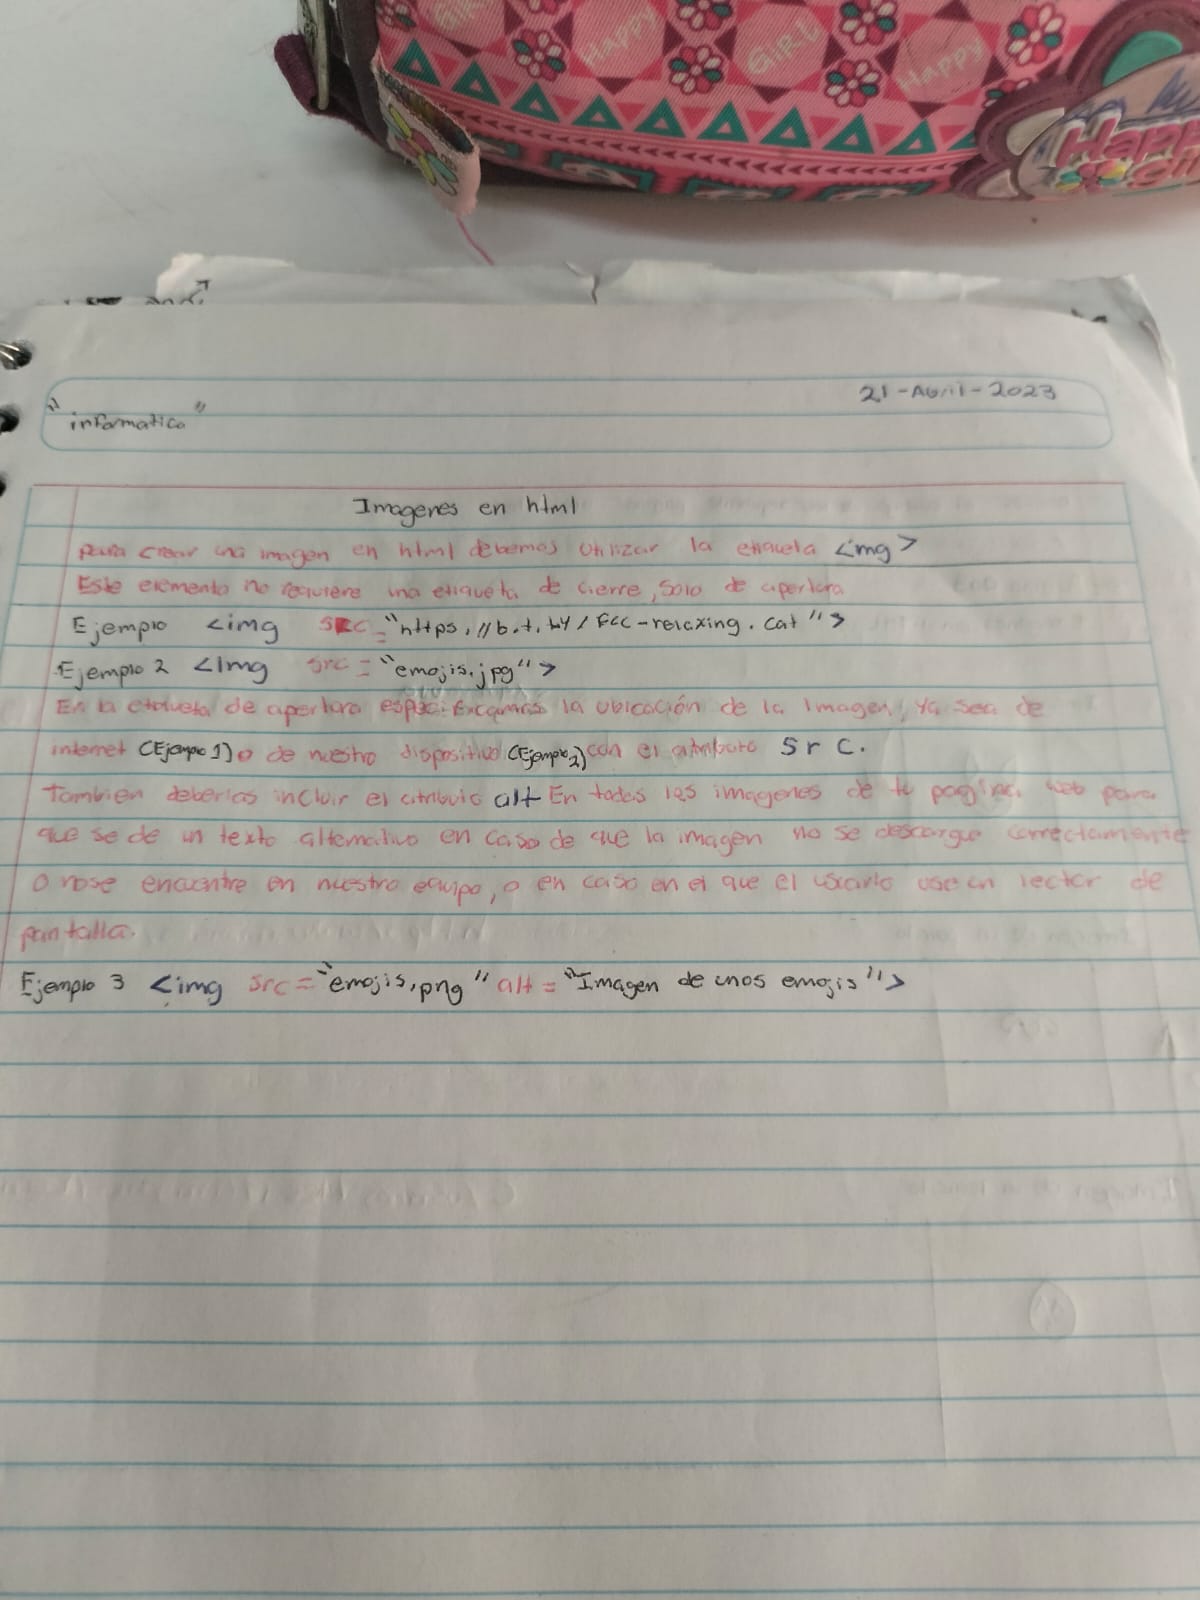 GIRL
Happy
GIRL
Happy
Happy
21-Abril-2023
"informatica"
Imagenes en html
para crear una imagen en html debemos utilizar la etiqueta <img>
Este elemento no requiere una etiqueta de cierre, solo de apertura
Ejemplo <img src="https,//b.t.ly/Fcc-relaxing.cat">
Ejemplo 2 <Img src="emojis.jpg">
En la etiqueta de apertura especificamos la ubicación de la Imagen, ya sea de
internet (Ejemplo 1) o de nuestro dispositivo (Ejemplo 2) con el atributo Src.
Tambien deberias incluir el atributo alt En todas las imagenes de tu pagina web para
que se de un texto alternativo en caso de que la imagen no se descargue correctamente
o nose encuentre en nuestro equipo, o en caso en el que el usuario use un lector de
pantalla.
Ejemplo 3 <img src="emojis.png" alt="Imagen de unos emojis">